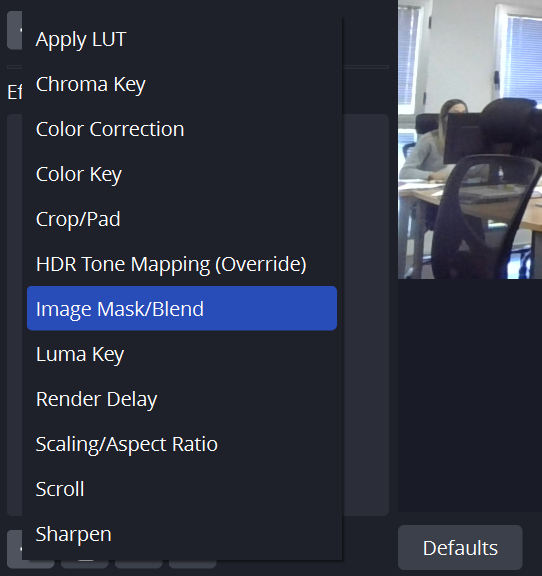 Apply LUT
Ef
Chroma Key
Color Correction
Color Key
Crop/Pad
HDR Tone Mapping (Override)
Image Mask/Blend
Luma Key
Render Delay
Scaling/Aspect Ratio
Scroll
Sharpen
Defaults